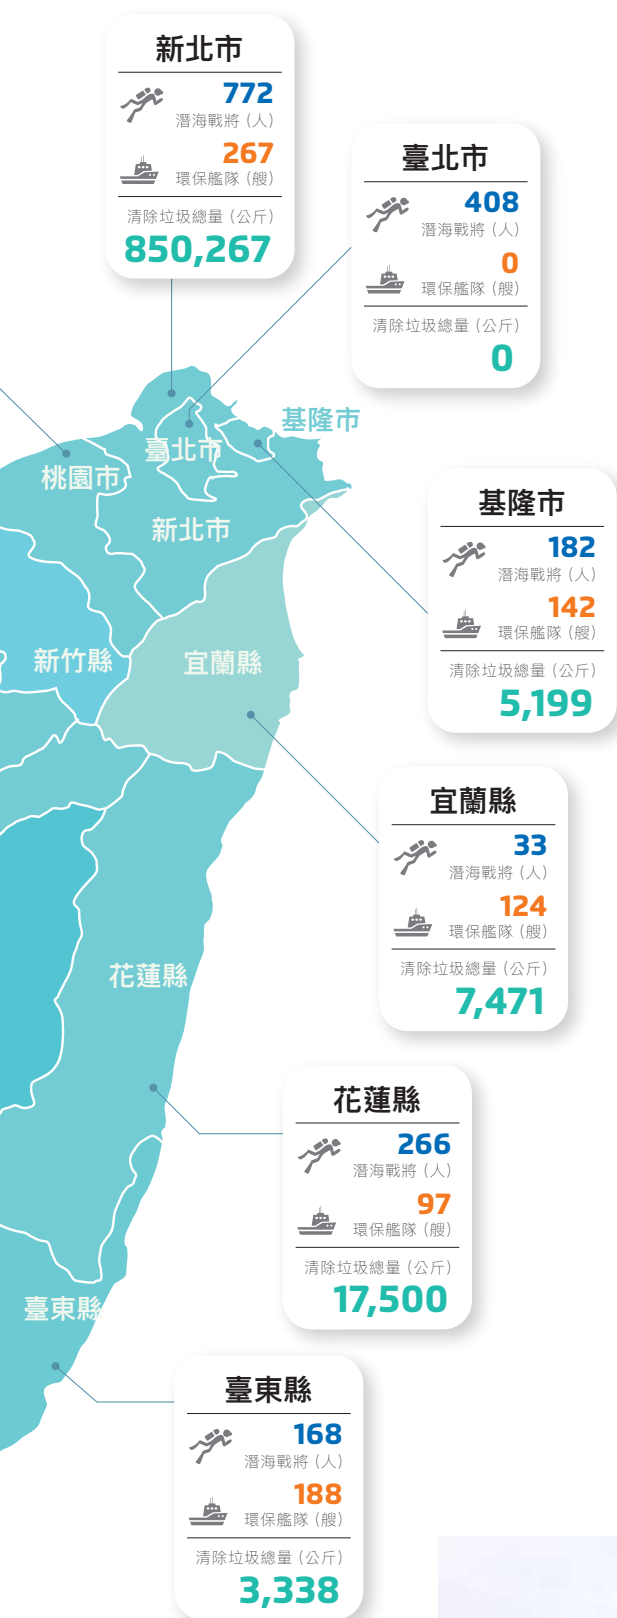 新北市
772
潛海戰將 (人)
267
環保艦隊 (艘)
清除垃圾總量 (公斤)
850,267
臺北市
408
潛海戰將 (人)
0
環保艦隊 (艘)
清除垃圾總量 (公斤)
0
基隆市
臺北市
桃園市
新北市
基隆市
182
潛海戰將 (人)
142
環保艦隊 (艘)
清除垃圾總量 (公斤)
5,199
新竹縣
宜蘭縣
宜蘭縣
33
潛海戰將 (人)
124
環保艦隊 (艘)
清除垃圾總量 (公斤)
7,471
花蓮縣
花蓮縣
266
潛海戰將 (人)
97
環保艦隊 (艘)
清除垃圾總量 (公斤)
17,500
臺東縣
臺東縣
168
潛海戰將 (人)
188
環保艦隊 (艘)
清除垃圾總量 (公斤)
3,338